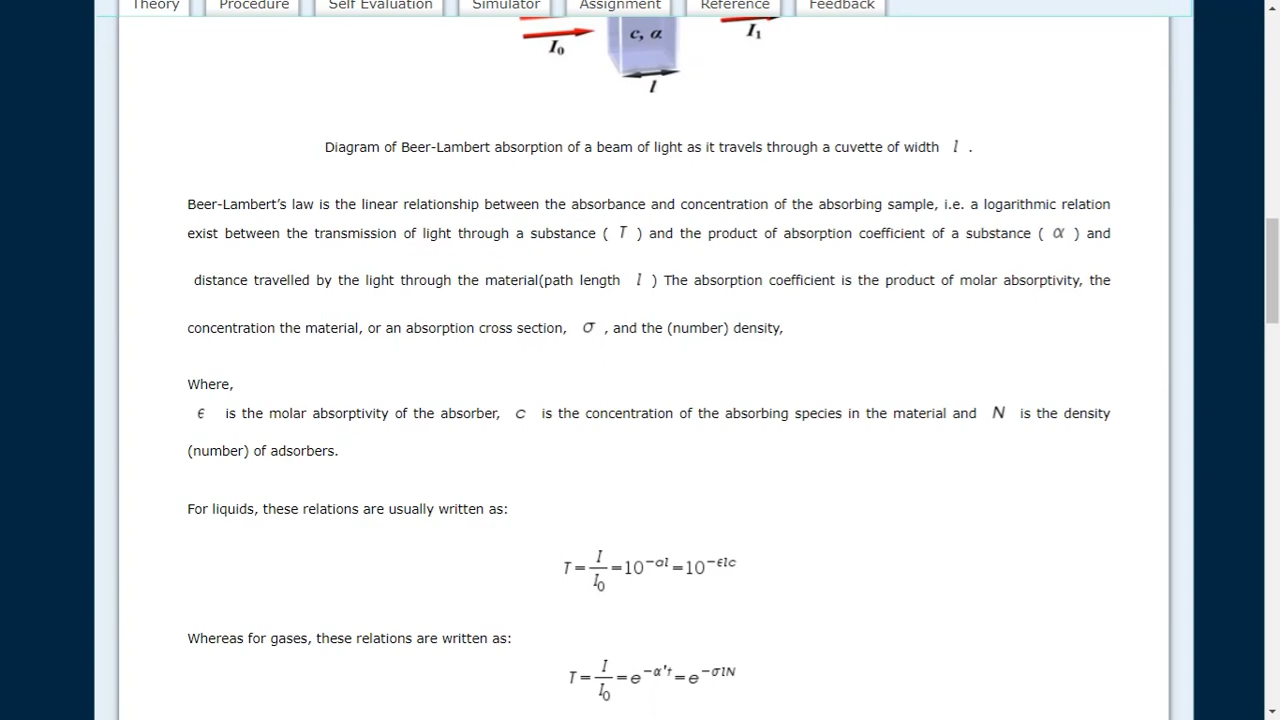 Theory Procedure Self Evaluation Simulator Assignment Reference Feedback
c, α
I₀ I₁
l
Diagram of Beer-Lambert absorption of a beam of light as it travels through a cuvette of width l .
Beer-Lambert’s law is the linear relationship between the absorbance and concentration of the absorbing sample, i.e. a logarithmic relation
exist between the transmission of light through a substance ( T ) and the product of absorption coefficient of a substance ( α ) and
distance travelled by the light through the material(path length l ) The absorption coefficient is the product of molar absorptivity, the
concentration the material, or an absorption cross section, σ , and the (number) density,
Where,
ϵ is the molar absorptivity of the absorber, c is the concentration of the absorbing species in the material and N is the density
(number) of adsorbers.
For liquids, these relations are usually written as:
T = I/I₀ = 10^(−αl) = 10^(−ϵlc)
Whereas for gases, these relations are written as:
T = I/I₀ = e^(−α't) = e^(−σlN)